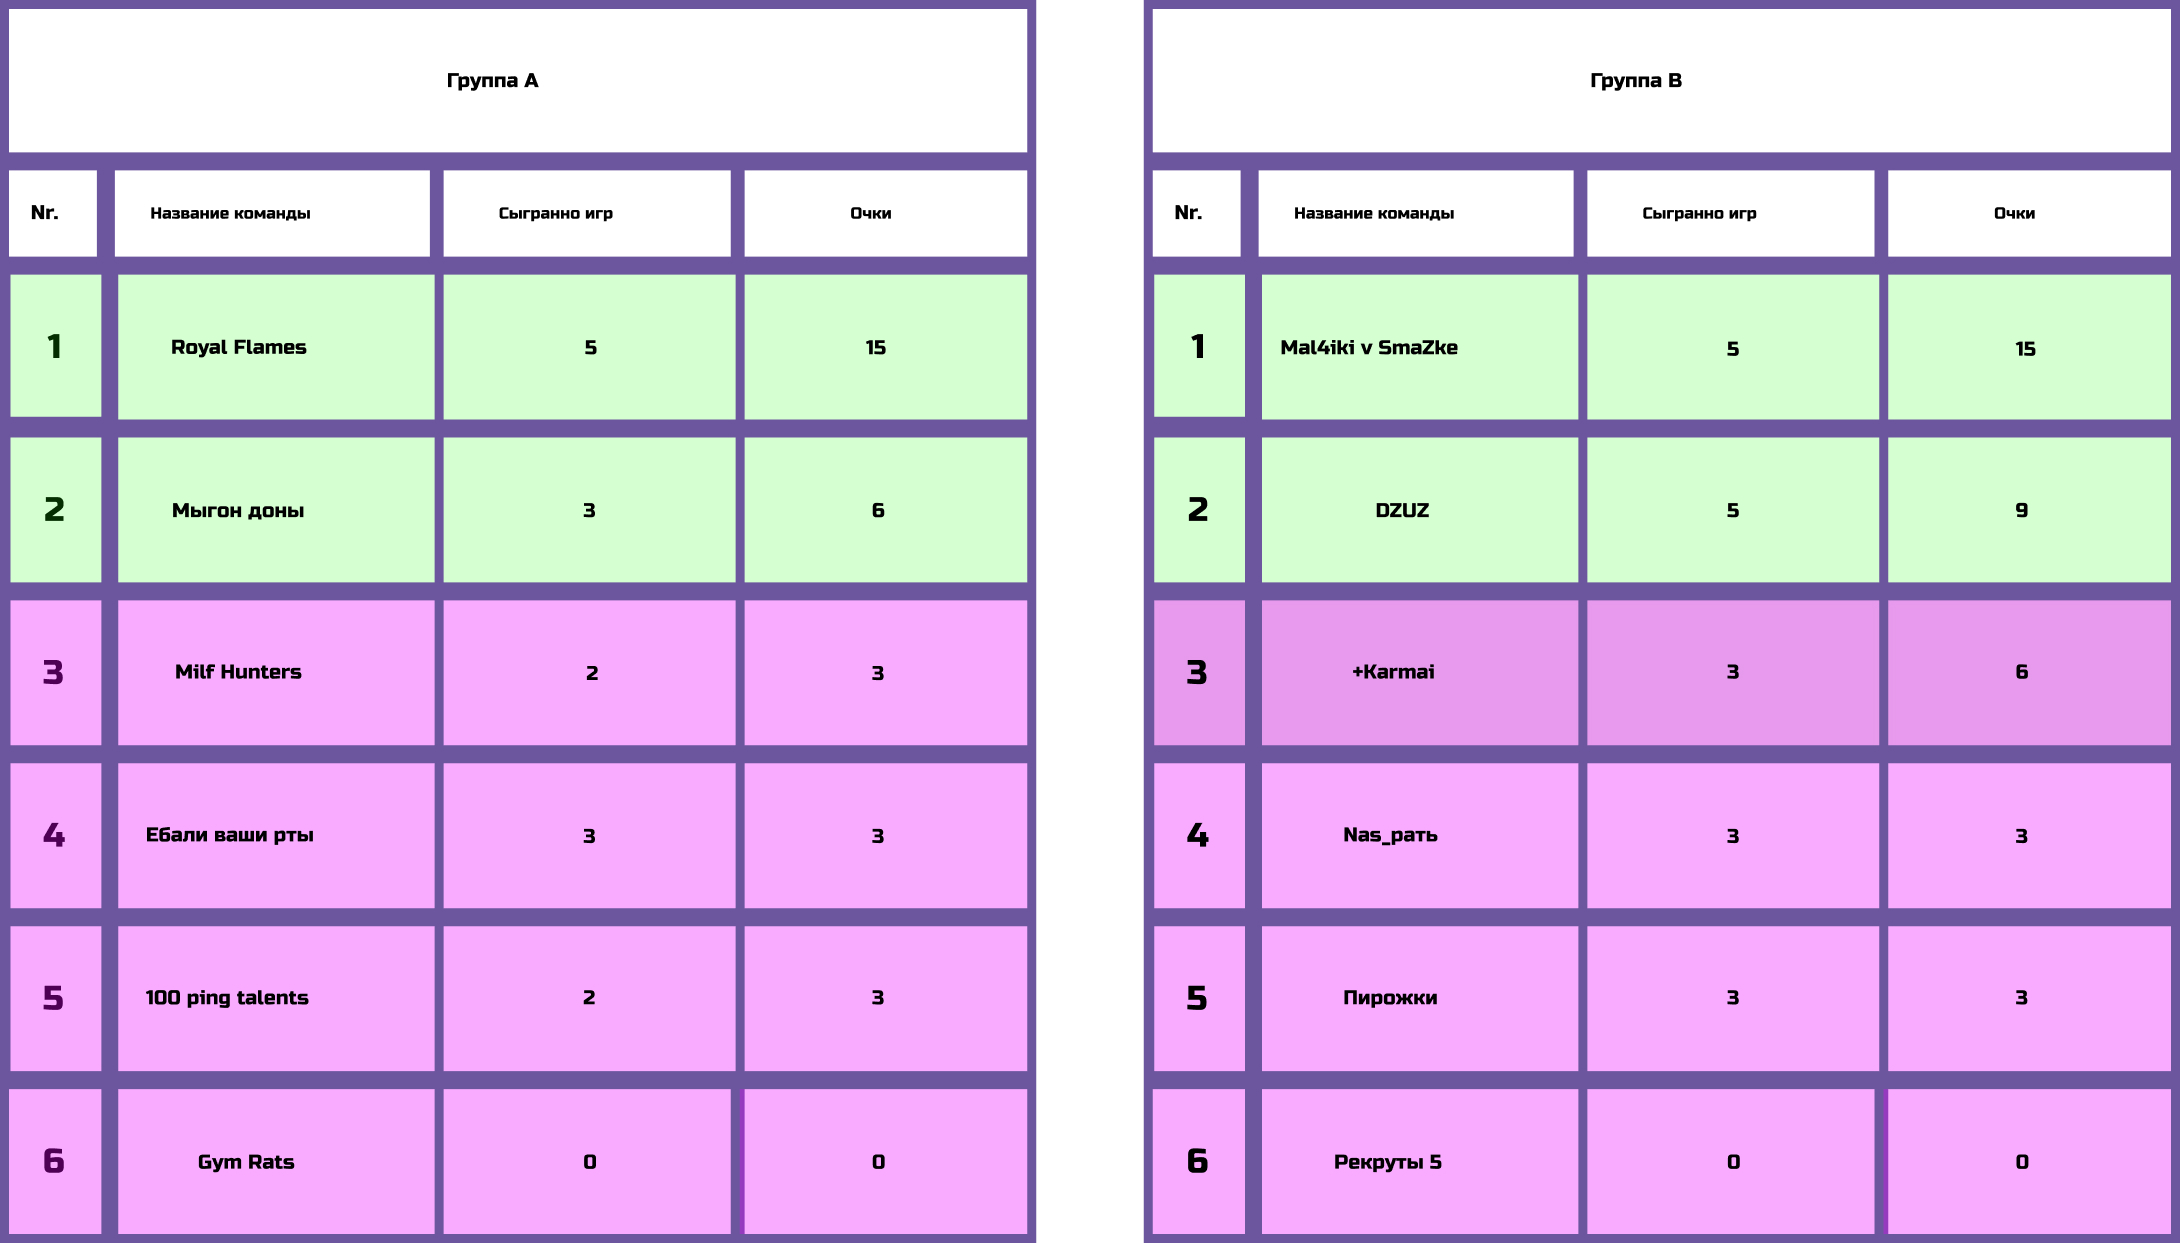 Группа А
Nr. Название команды Сыгранно игр Очки
1 Royal Flames 5 15
2 Мыгон доны 3 6
3 Milf Hunters 2 3
4 Ебали ваши рты 3 3
5 100 ping talents 2 3
6 Gym Rats 0 0
Группа B
Nr. Название команды Сыгранно игр Очки
1 Mal4iki v SmaZke 5 15
2 DZUZ 5 9
3 +Karmai 3 6
4 Nas_рать 3 3
5 Пирожки 3 3
6 Рекруты 5 0 0